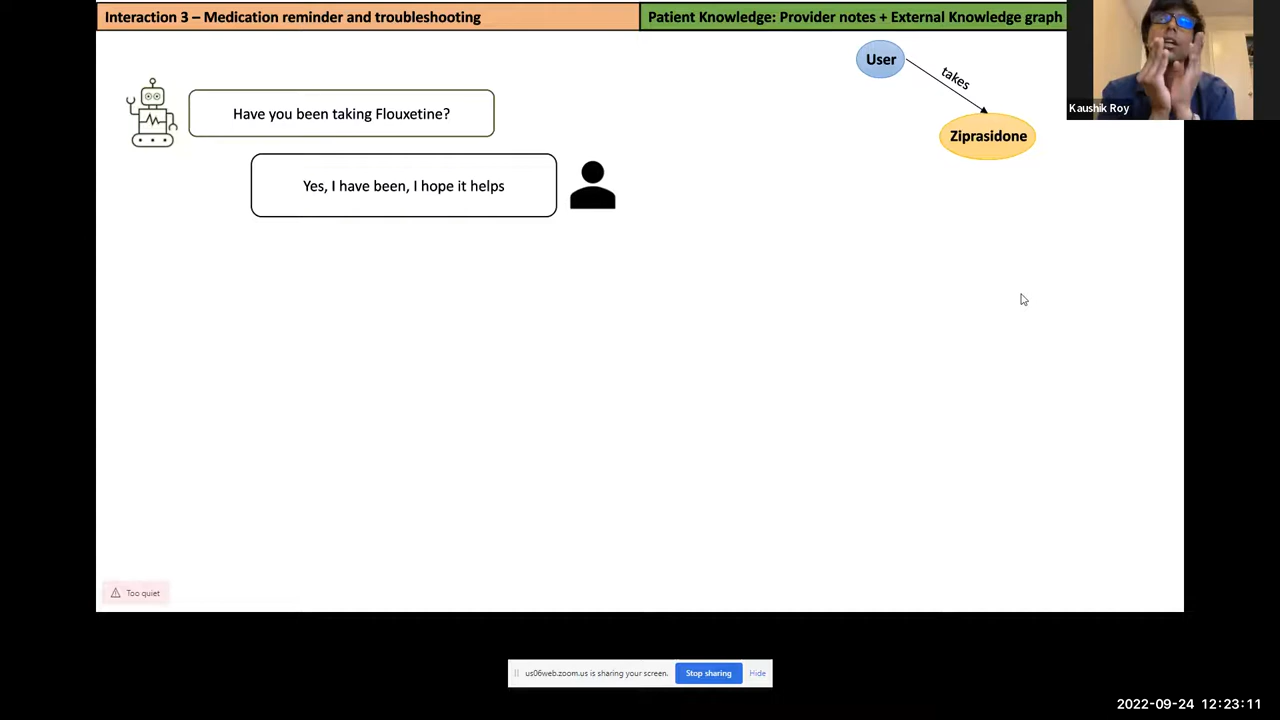 Interaction 3 – Medication reminder and troubleshooting
Patient Knowledge: Provider notes + External Knowledge graph
User
takes
Kaushik Roy
Have you been taking Flouxetine?
Ziprasidone
Yes, I have been, I hope it helps
Too quiet
us06web.zoom.us is sharing your screen.
Stop sharing
Hide
2022-09-24 12:23:11